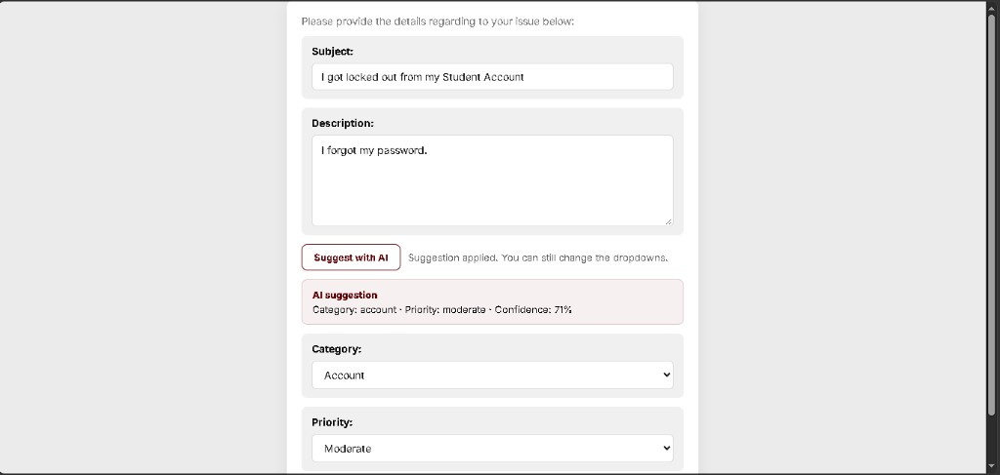 Please provide the details regarding to your issue below:
Subject:
I got locked out from my Student Account
Description:
I forgot my password.
Suggest with AI
Suggestion applied. You can still change the dropdowns.
AI suggestion
Category: account · Priority: moderate · Confidence: 71%
Category:
Account
Priority:
Moderate